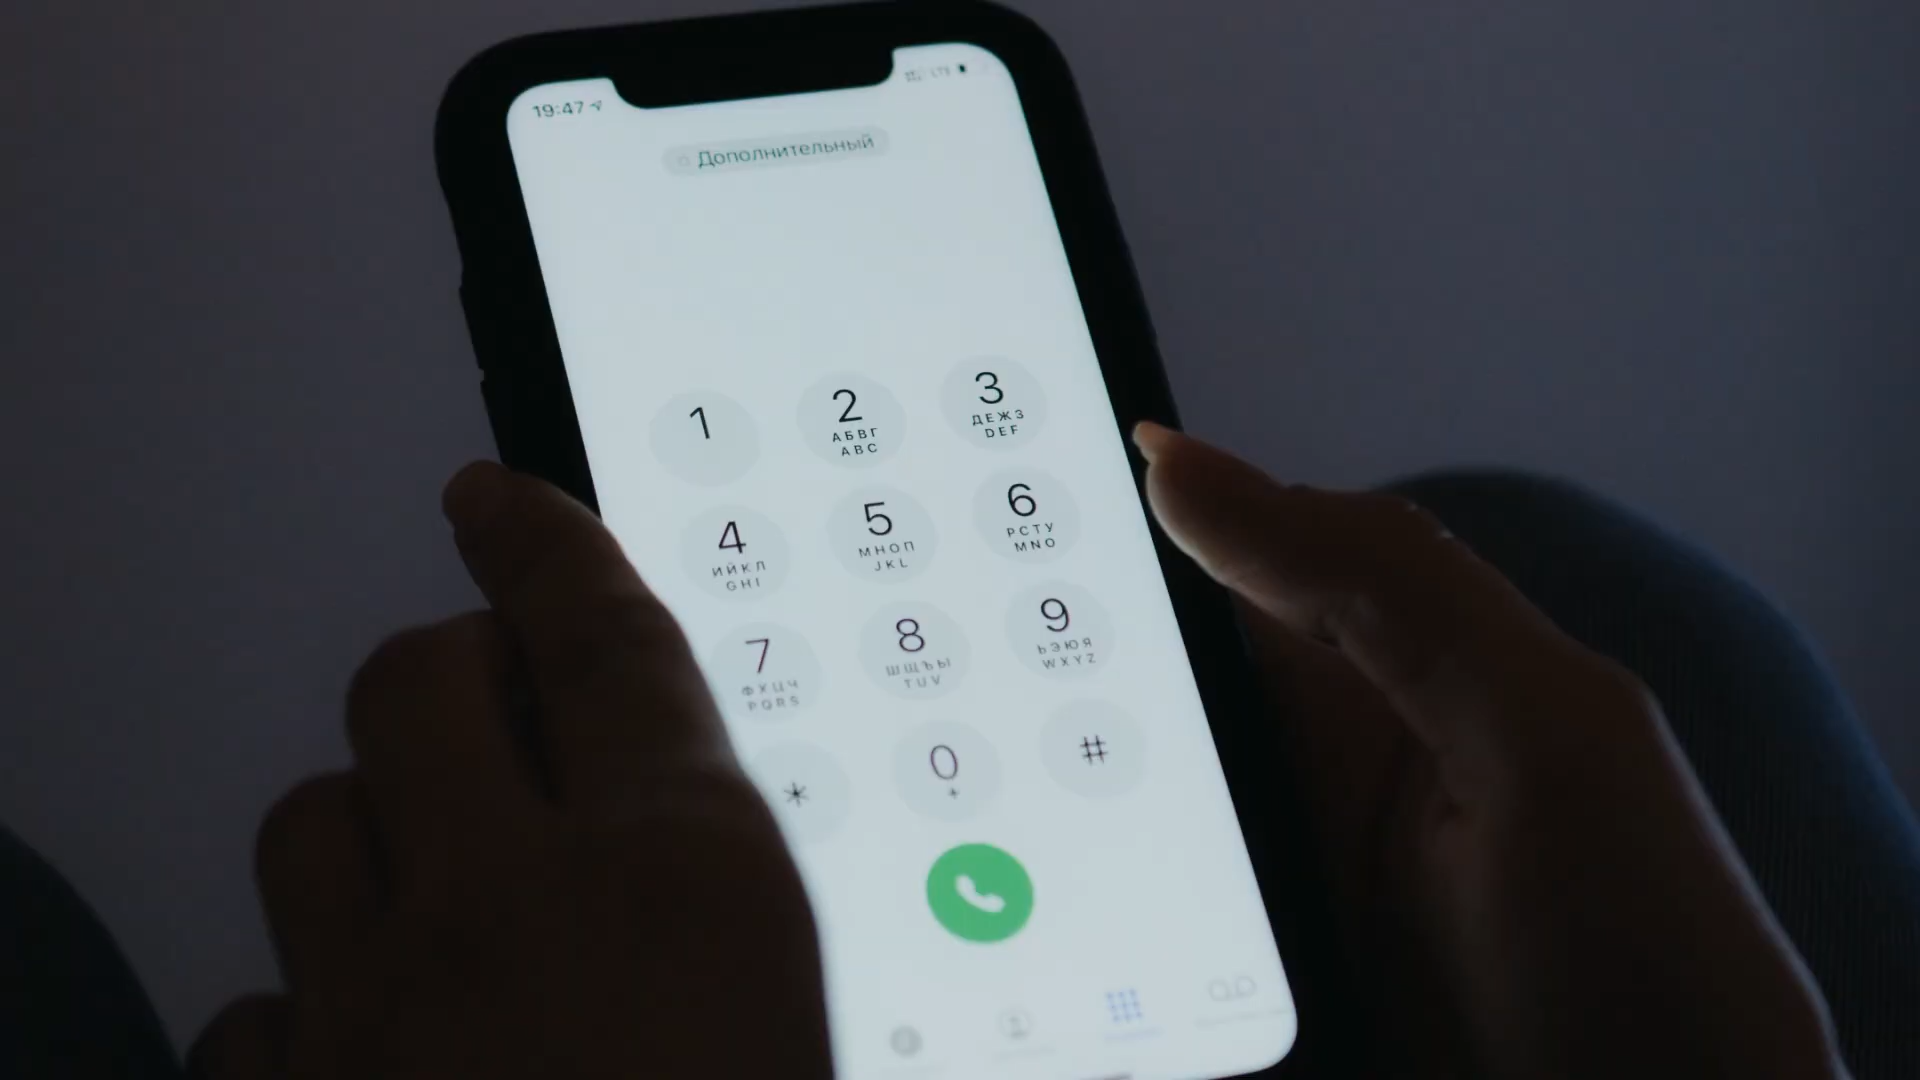 19:47
LTE
Дополнительный
1
2
АБВГ
ABC
3
ДЕЖЗ
DEF
4
ИЙКЛ
GHI
5
МНОП
JKL
6
РСТУ
MNO
7
ФХЦЧ
PQRS
8
ШЩЪЫ
TUV
9
ЬЭЮЯ
WXYZ
*
0
+
#